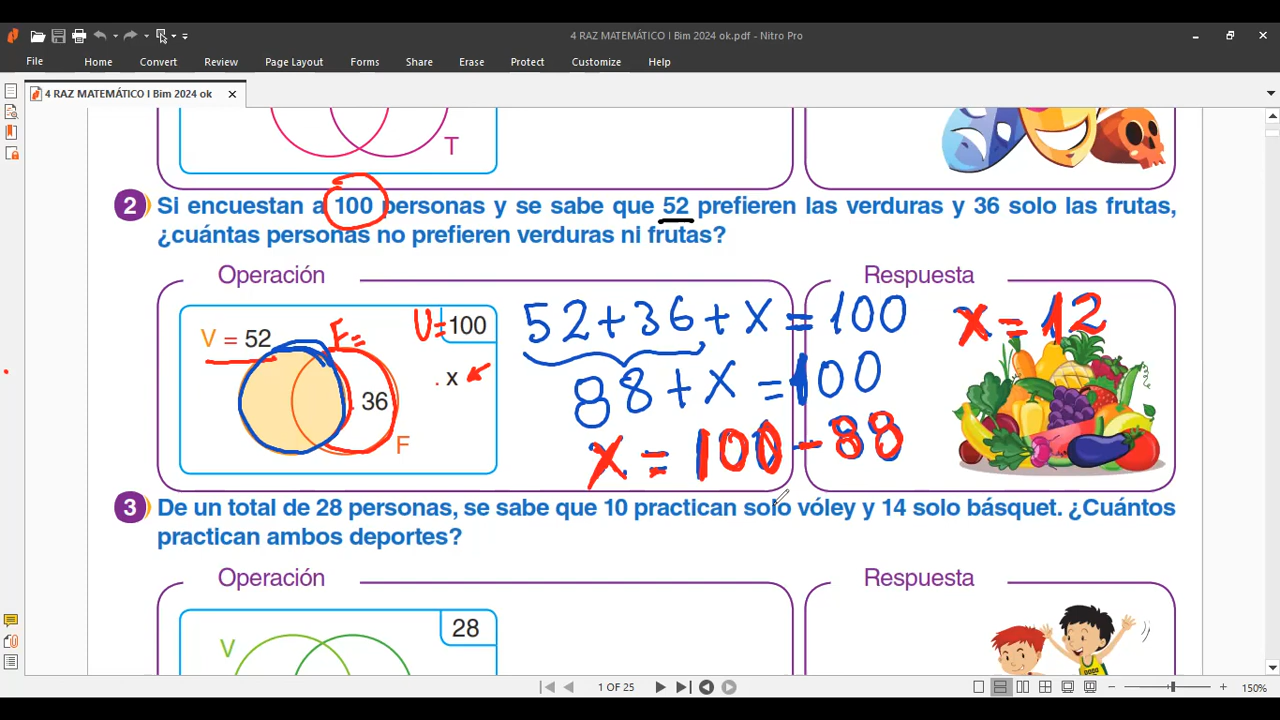 4 RAZ MATEMÁTICO I Bim 2024 ok.pdf - Nitro Pro
File Home Convert Review Page Layout Forms Share Erase Protect Customize Help
4 RAZ MATEMÁTICO I Bim 2024 ok
T
2 Si encuestan a 100 personas y se sabe que 52 prefieren las verduras y 36 solo las frutas,
¿cuántas personas no prefieren verduras ni frutas?
Operación
Respuesta
V = 52
F=
U=100
. x
. 36
F
52+36+x=100
88+x=100
x=100-88
x=12
3 De un total de 28 personas, se sabe que 10 practican solo vóley y 14 solo básquet. ¿Cuántos
practican ambos deportes?
Operación
Respuesta
28
V
1 OF 25
150%